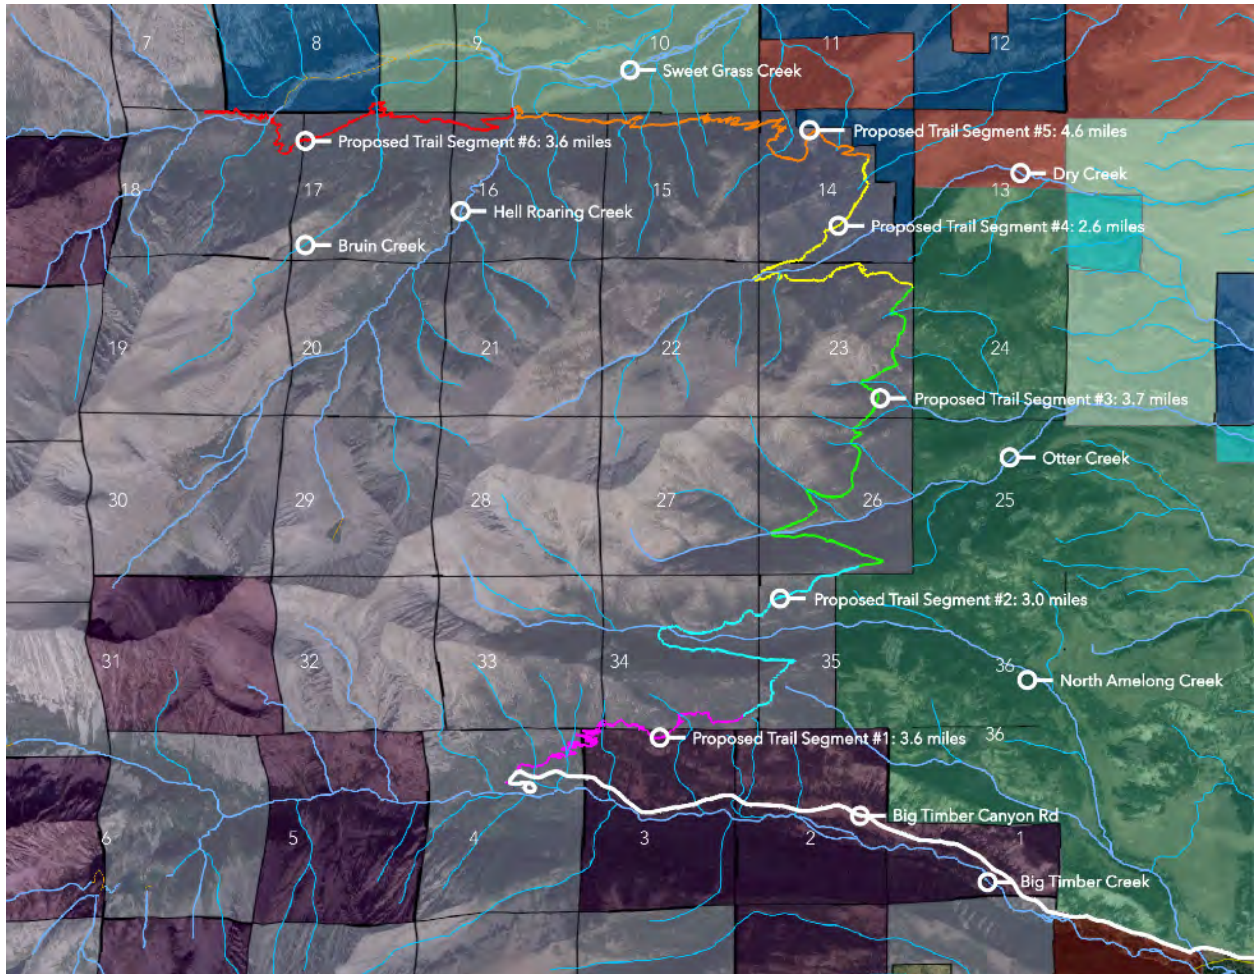 7
8
9
10
11
12
Sweet Grass Creek
Proposed Trail Segment #5: 4.6 miles
Proposed Trail Segment #6: 3.6 miles
Dry Creek
18
17
16
15
14
13
Hell Roaring Creek
Proposed Trail Segment #4: 2.6 miles
Bruin Creek
19
20
21
22
23
24
Proposed Trail Segment #3: 3.7 miles
Otter Creek
30
29
28
27
26
25
Proposed Trail Segment #2: 3.0 miles
31
32
33
34
35
36
North Amelong Creek
Proposed Trail Segment #1: 3.6 miles
36
Big Timber Canyon Rd
6
5
4
3
2
1
Big Timber Creek